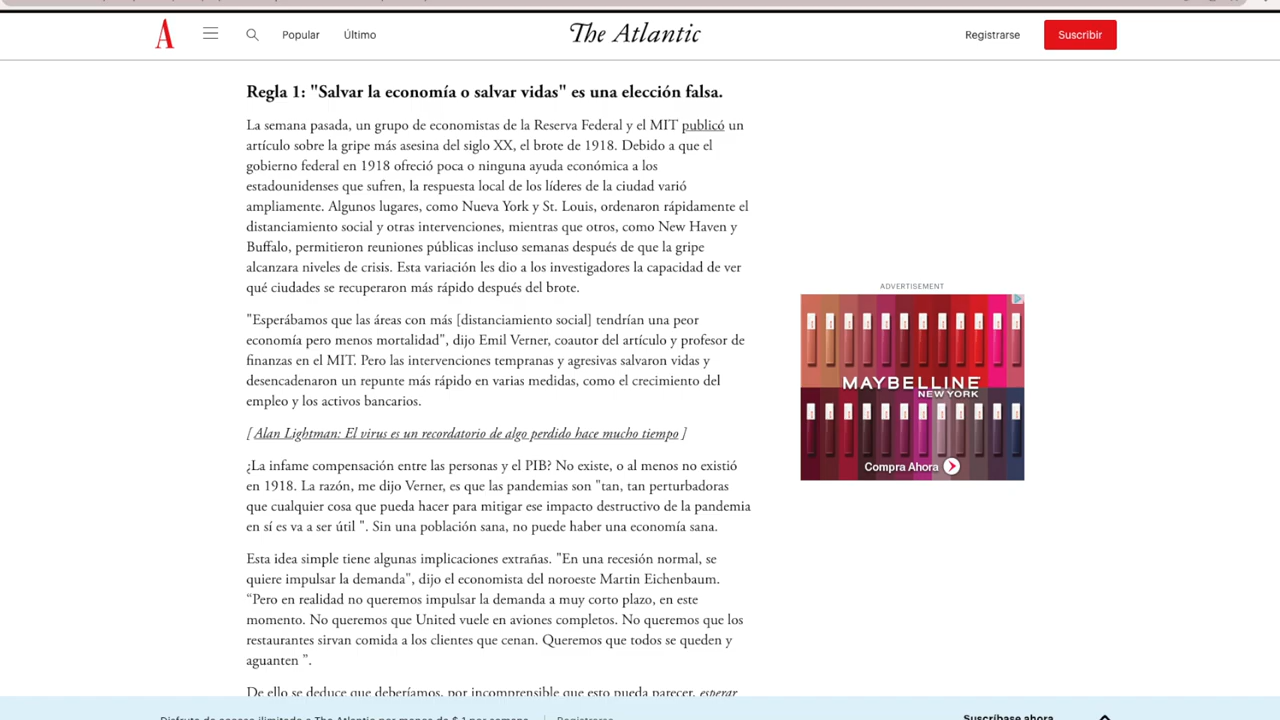 Popular
Último
The Atlantic
Registrarse
Suscribir
Regla 1: "Salvar la economía o salvar vidas" es una elección falsa.
La semana pasada, un grupo de economistas de la Reserva Federal y el MIT publicó un
artículo sobre la gripe más asesina del siglo XX, el brote de 1918. Debido a que el
gobierno federal en 1918 ofreció poca o ninguna ayuda económica a los
estadounidenses que sufren, la respuesta local de los líderes de la ciudad varió
ampliamente. Algunos lugares, como Nueva York y St. Louis, ordenaron rápidamente el
distanciamiento social y otras intervenciones, mientras que otros, como New Haven y
Buffalo, permitieron reuniones públicas incluso semanas después de que la gripe
alcanzara niveles de crisis. Esta variación les dio a los investigadores la capacidad de ver
qué ciudades se recuperaron más rápido después del brote.
"Esperábamos que las áreas con más [distanciamiento social] tendrían una peor
economía pero menos mortalidad", dijo Emil Verner, coautor del artículo y profesor de
finanzas en el MIT. Pero las intervenciones tempranas y agresivas salvaron vidas y
desencadenaron un repunte más rápido en varias medidas, como el crecimiento del
empleo y los activos bancarios.
[ Alan Lightman: El virus es un recordatorio de algo perdido hace mucho tiempo ]
¿La infame compensación entre las personas y el PIB? No existe, o al menos no existió
en 1918. La razón, me dijo Verner, es que las pandemias son "tan, tan perturbadoras
que cualquier cosa que pueda hacer para mitigar ese impacto destructivo de la pandemia
en sí es va a ser útil ". Sin una población sana, no puede haber una economía sana.
Esta idea simple tiene algunas implicaciones extrañas. "En una recesión normal, se
quiere impulsar la demanda", dijo el economista del noroeste Martin Eichenbaum.
“Pero en realidad no queremos impulsar la demanda a muy corto plazo, en este
momento. No queremos que United vuele en aviones completos. No queremos que los
restaurantes sirvan comida a los clientes que cenan. Queremos que todos se queden y
aguanten ”.
De ello se deduce que deberíamos, por incomprensible que esto pueda parecer, esperar
ADVERTISEMENT
MAYBELLINE
NEW YORK
Compra Ahora
Disfrute de acceso ilimitado a The Atlantic por menos de $ 1 por semana.
Registrarse
Suscríbase ahora